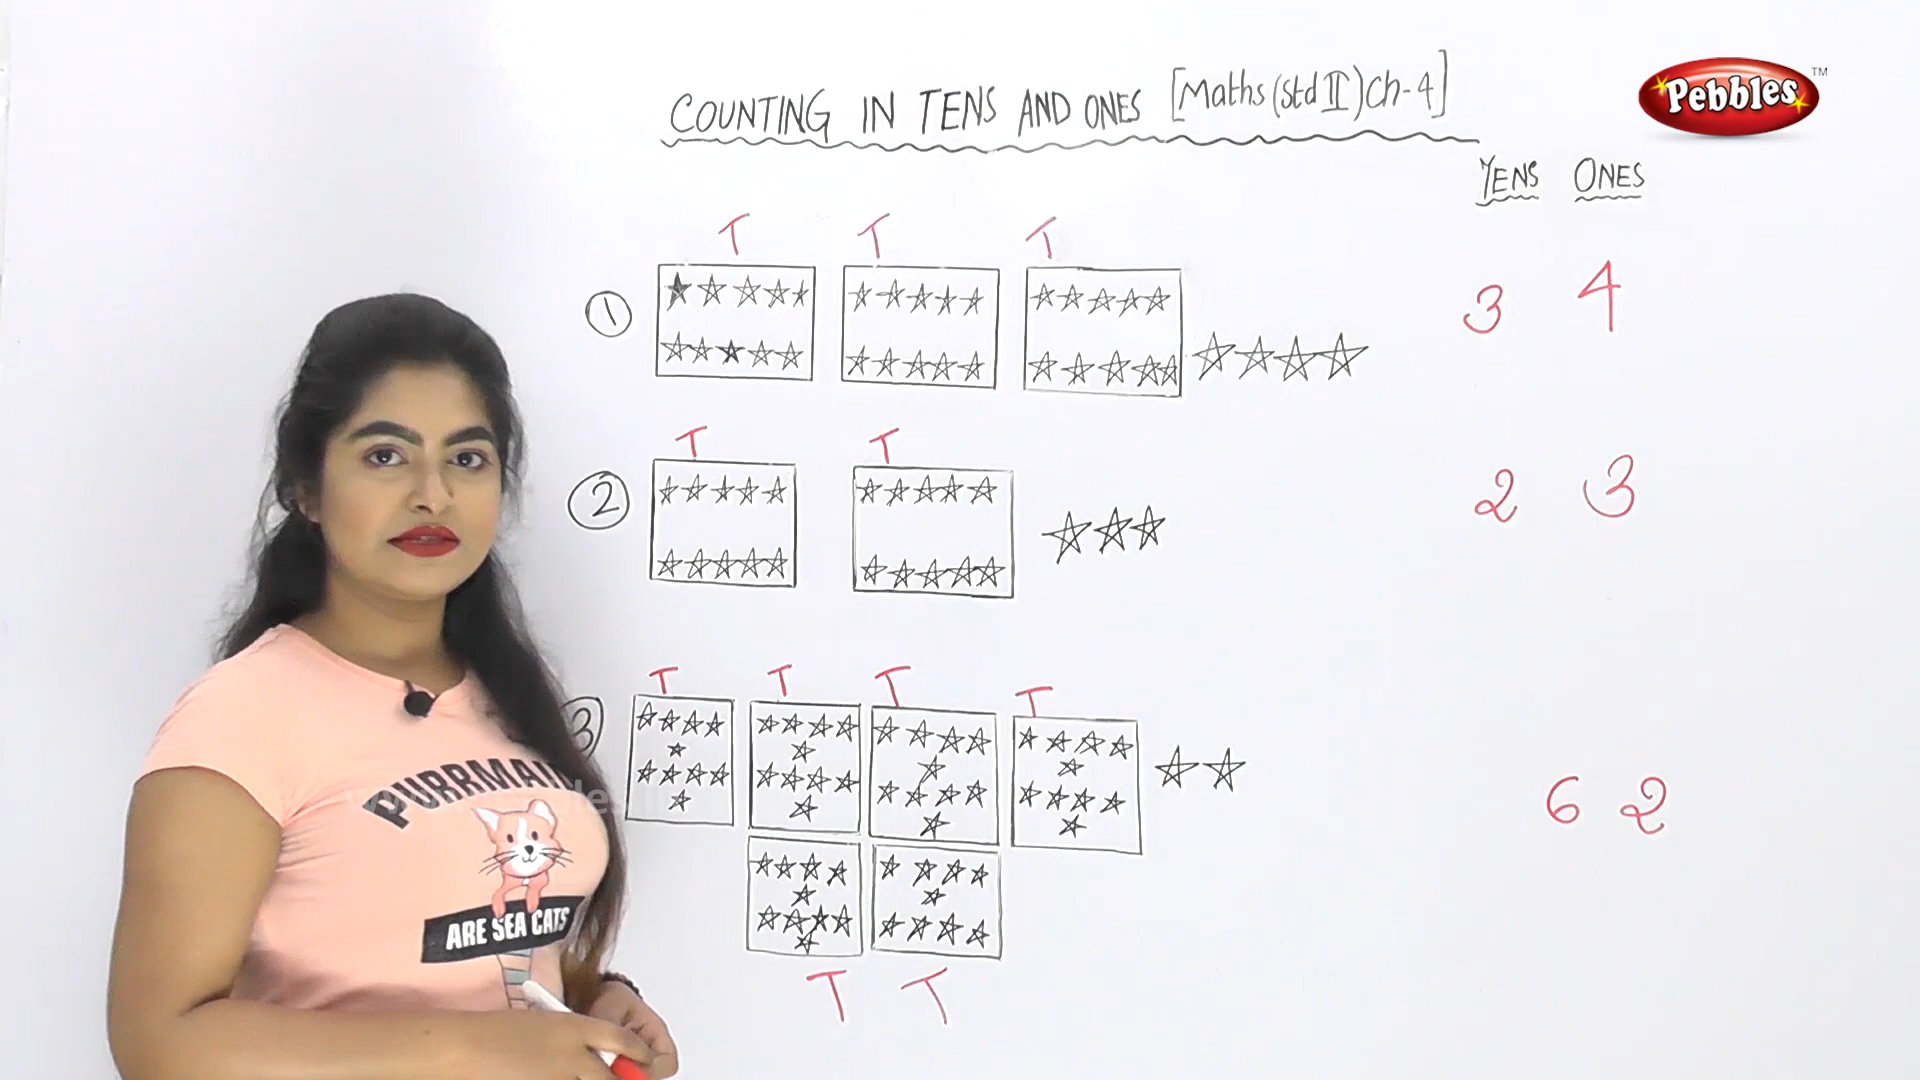 Pebbles™
COUNTING IN TENS AND ONES [Maths (Std II) Ch-4]
TENS ONES
T T T
① 3 4
T T
② 2 3
T T T T
3
6 2
PURRMAI
ARE SEA CATS
T T